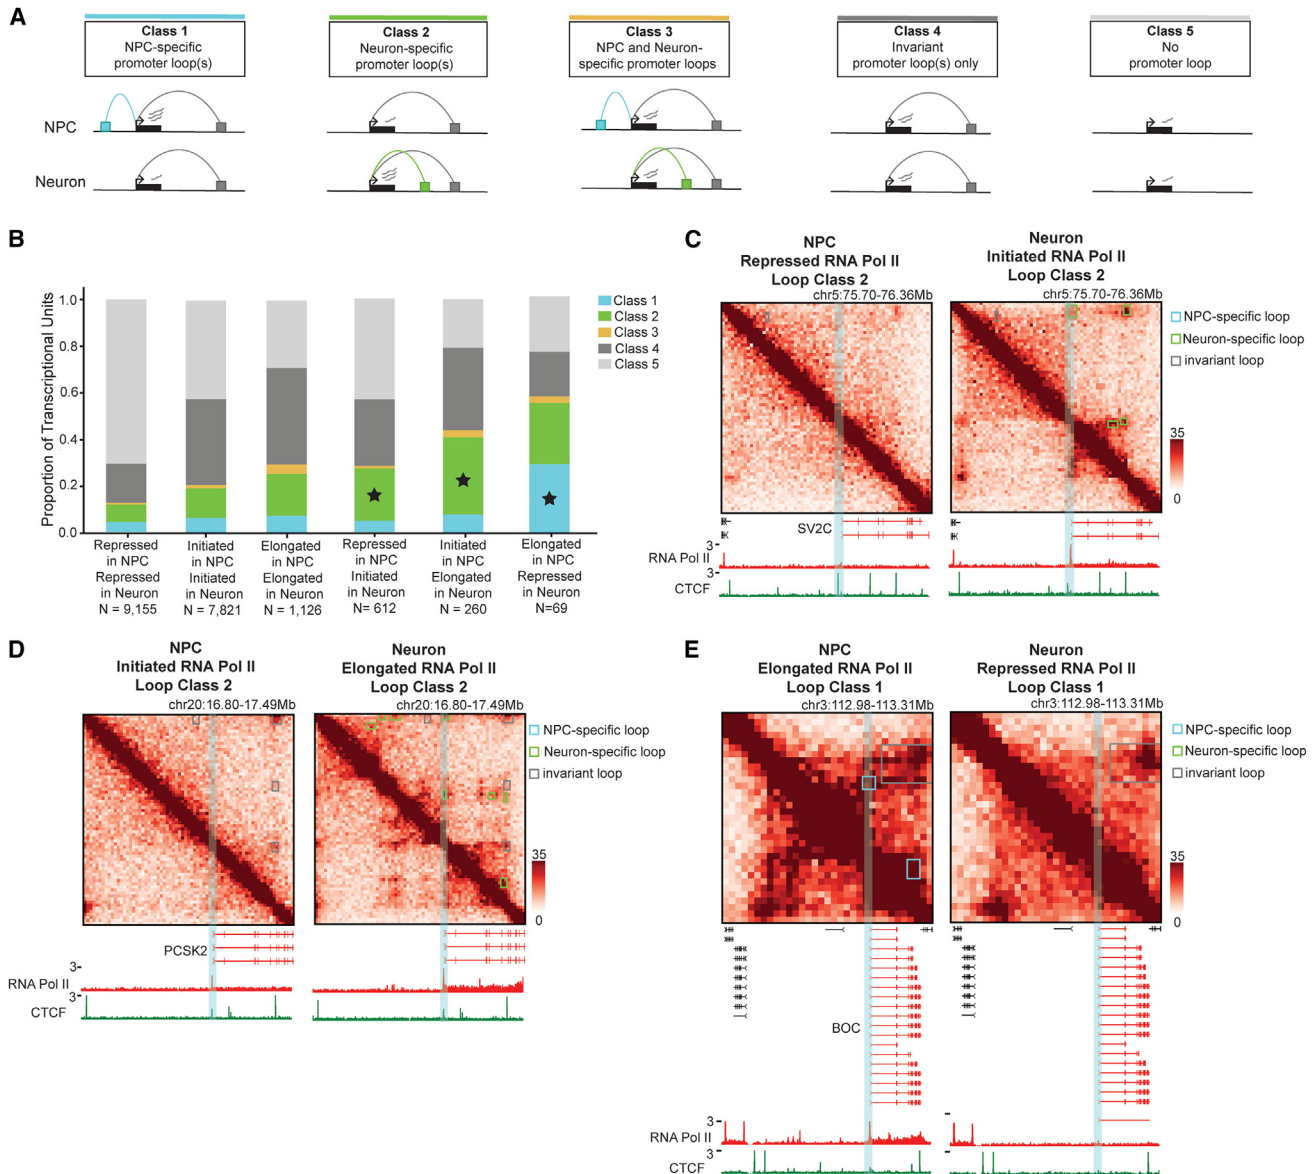 A
Class 1
NPC-specific
promoter loop(s)
Class 2
Neuron-specific
promoter loop(s)
Class 3
NPC and Neuron-
specific promoter loops
Class 4
Invariant
promoter loop(s) only
Class 5
No
promoter loop
NPC
Neuron
B
Proportion of Transcriptional Units
1.0
0.8
0.6
0.4
0.2
0.0
Class 1
Class 2
Class 3
Class 4
Class 5
Repressed
in NPC
Repressed
in Neuron
N = 9,155
Initiated
in NPC
Initiated
in Neuron
N = 7,821
Elongated
in NPC
Elongated
in Neuron
N = 1,126
Repressed
in NPC
Initiated
in Neuron
N= 612
Initiated
in NPC
Elongated
in Neuron
N = 260
Elongated
in NPC
Repressed
in Neuron
N=69
C
NPC
Repressed RNA Pol II
Loop Class 2
chr5:75.70-76.36Mb
Neuron
Initiated RNA Pol II
Loop Class 2
chr5:75.70-76.36Mb
NPC-specific loop
Neuron-specific loop
invariant loop
35
0
SV2C
3-
RNA Pol II
3-
CTCF
D
NPC
Initiated RNA Pol II
Loop Class 2
chr20:16.80-17.49Mb
Neuron
Elongated RNA Pol II
Loop Class 2
chr20:16.80-17.49Mb
NPC-specific loop
Neuron-specific loop
invariant loop
35
0
PCSK2
3-
RNA Pol II
3-
CTCF
E
NPC
Elongated RNA Pol II
Loop Class 1
chr3:112.98-113.31Mb
Neuron
Repressed RNA Pol II
Loop Class 1
chr3:112.98-113.31Mb
NPC-specific loop
Neuron-specific loop
invariant loop
35
0
BOC
3-
RNA Pol II
3-
CTCF